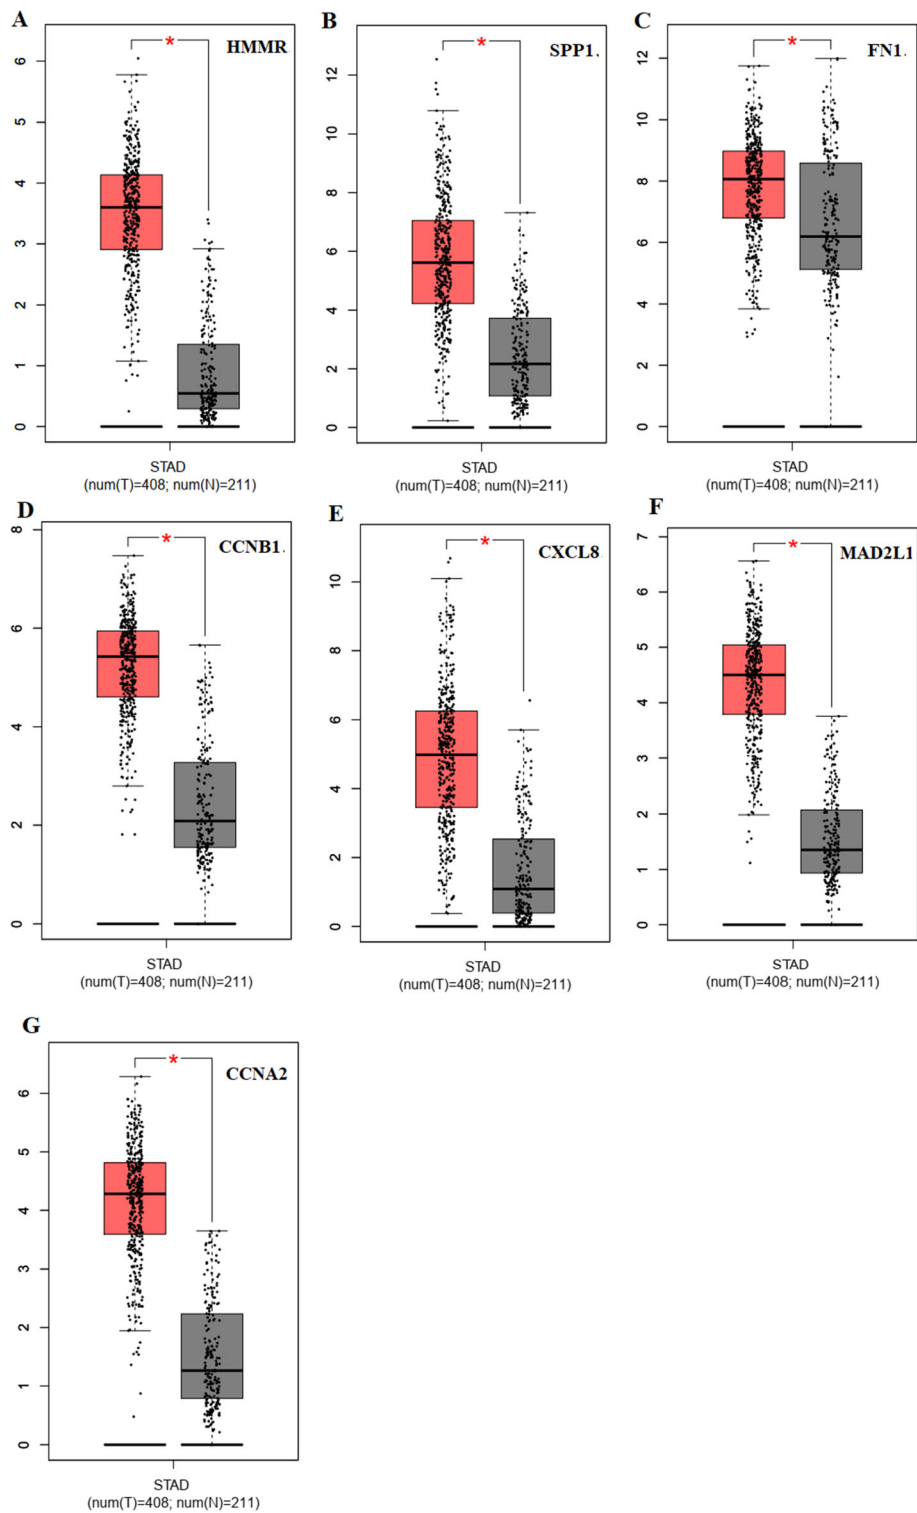 A
HMMR
*
6
5
4
3
2
1
0
STAD
(num(T)=408; num(N)=211)
B
SPP1.
*
12
10
8
6
4
2
0
STAD
(num(T)=408; num(N)=211)
C
FN1.
*
12
10
8
6
4
2
0
STAD
(num(T)=408; num(N)=211)
D
CCNB1.
*
8
6
4
2
0
STAD
(num(T)=408; num(N)=211)
E
CXCL8
*
10
8
6
4
2
0
STAD
(num(T)=408; num(N)=211)
F
MAD2L1
*
7
6
5
4
3
2
1
0
STAD
(num(T)=408; num(N)=211)
G
CCNA2
*
6
5
4
3
2
1
0
STAD
(num(T)=408; num(N)=211)